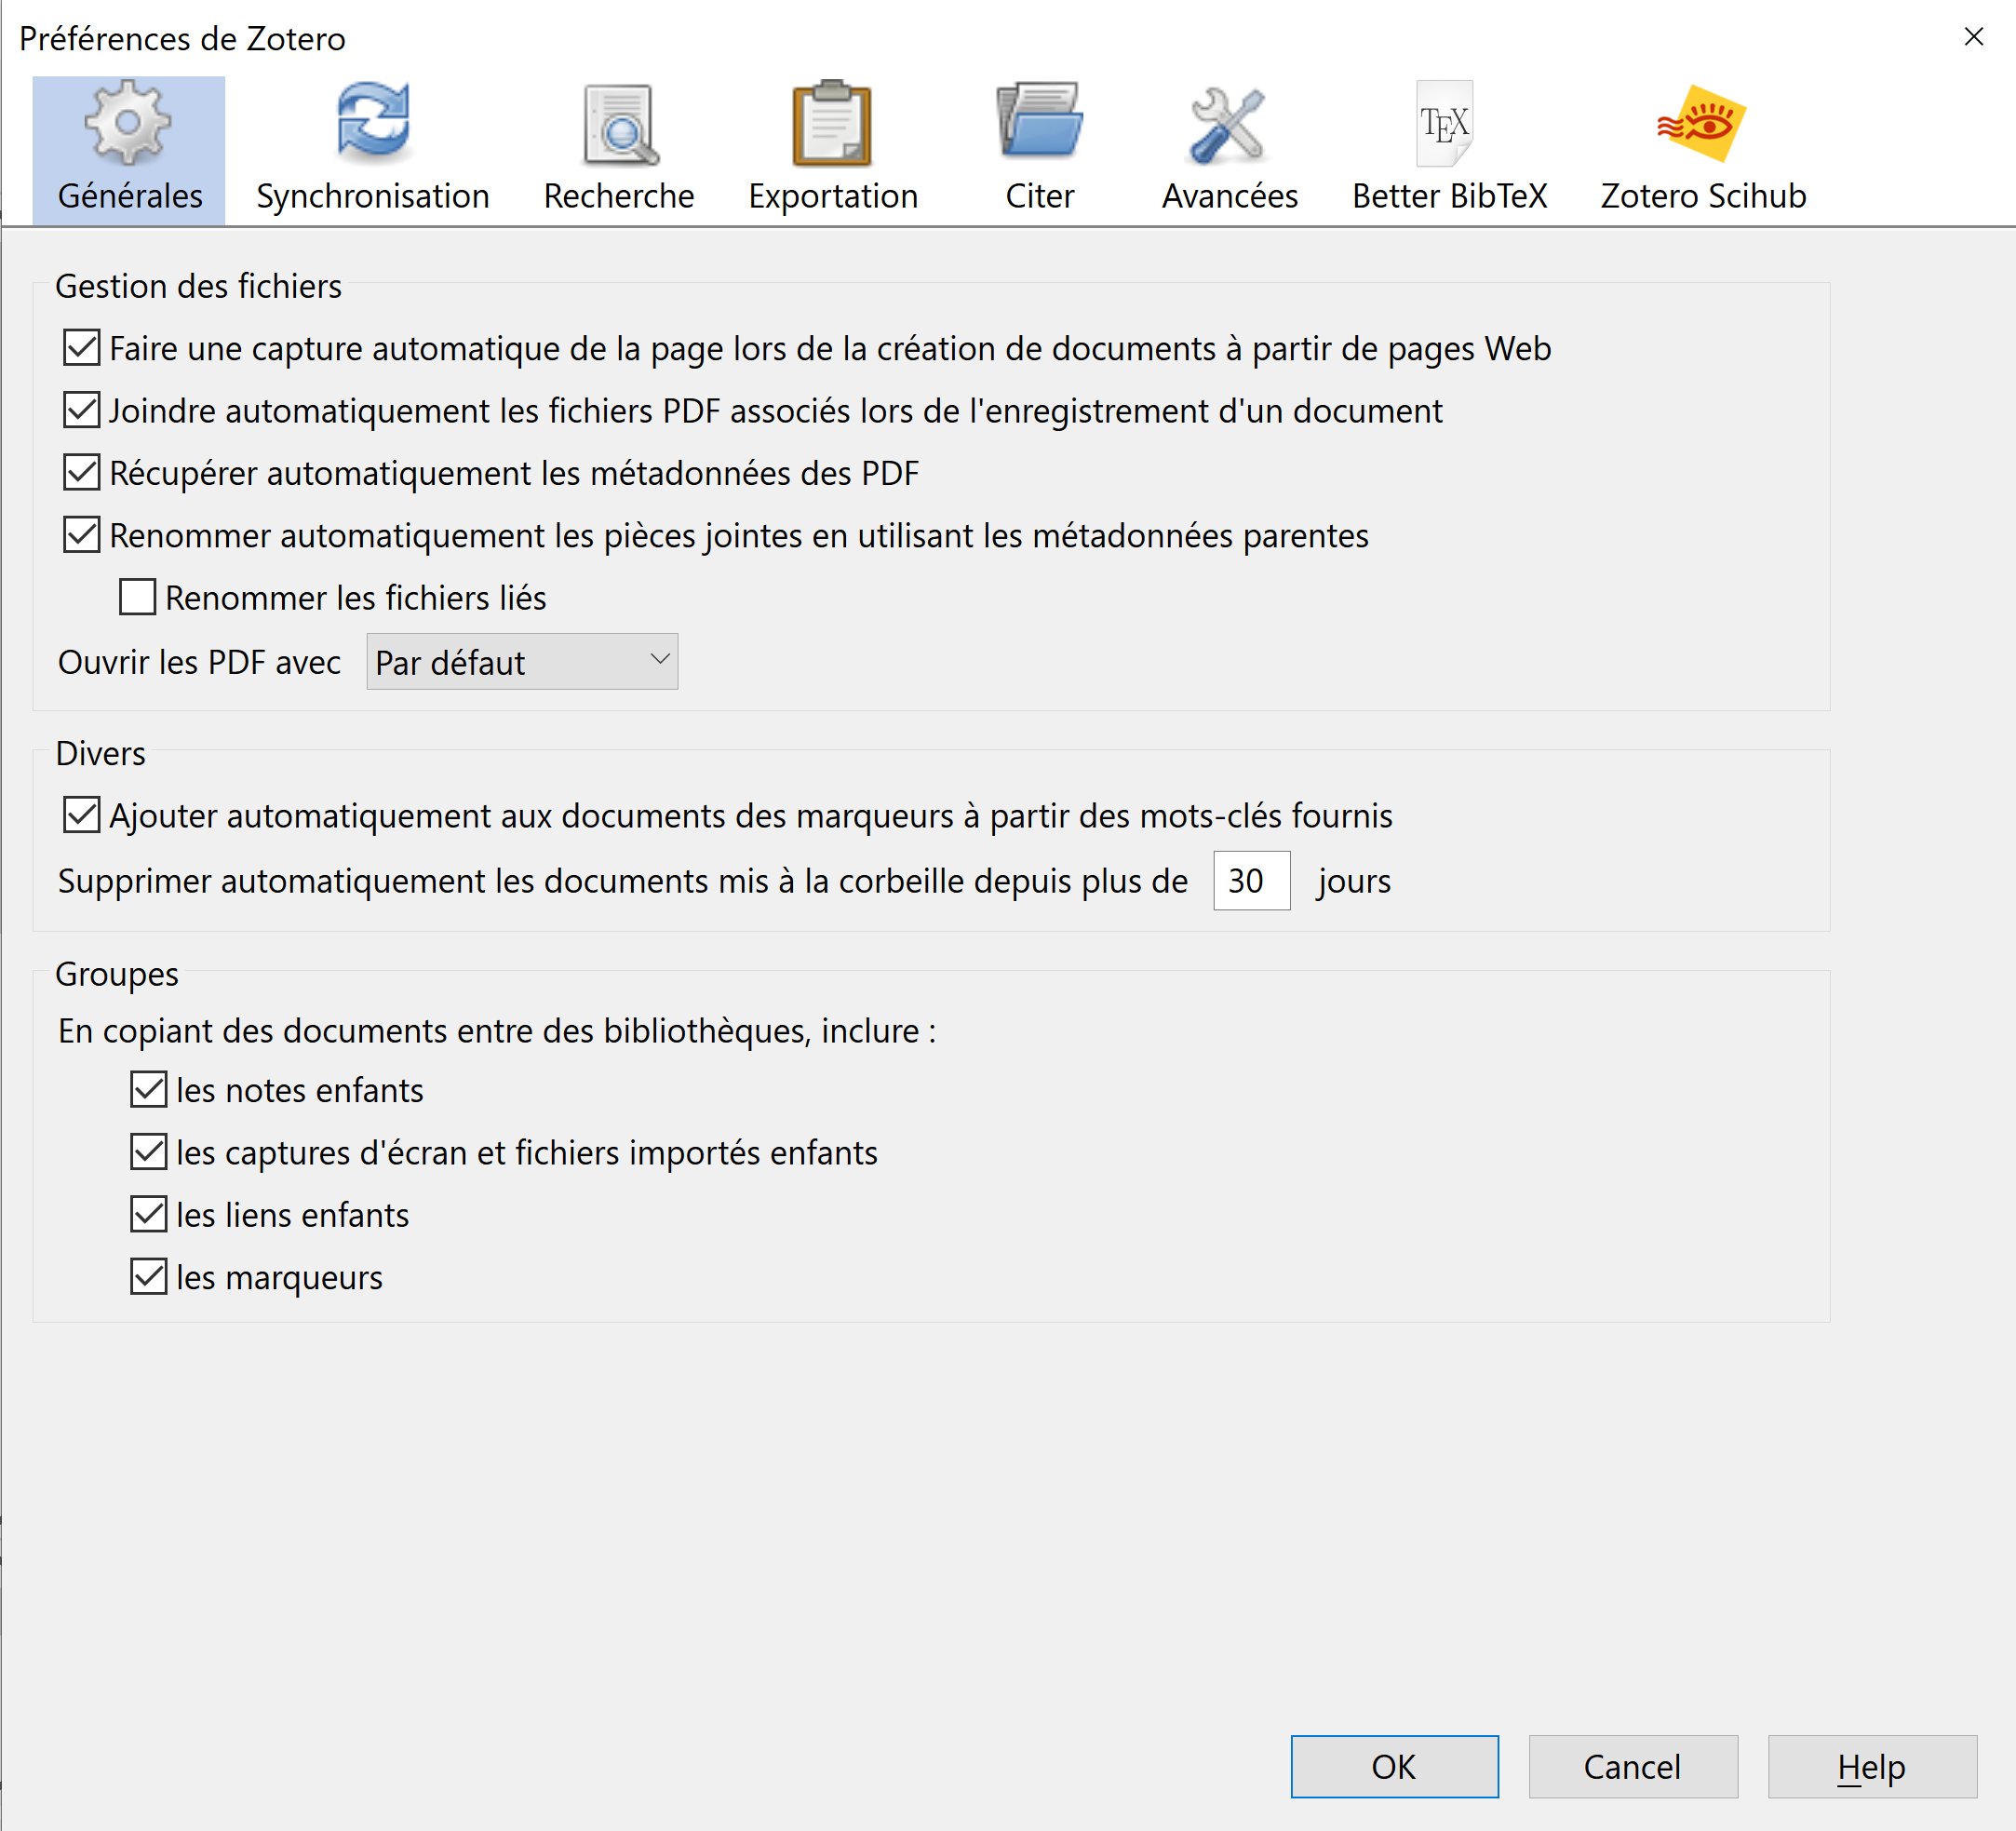 Préférences de Zotero
Générales Synchronisation Recherche Exportation Citer Avancées Better BibTeX Zotero Scihub
TEX
Gestion des fichiers
Faire une capture automatique de la page lors de la création de documents à partir de pages Web
Joindre automatiquement les fichiers PDF associés lors de l'enregistrement d'un document
Récupérer automatiquement les métadonnées des PDF
Renommer automatiquement les pièces jointes en utilisant les métadonnées parentes
Renommer les fichiers liés
Ouvrir les PDF avec Par défaut
Divers
Ajouter automatiquement aux documents des marqueurs à partir des mots-clés fournis
Supprimer automatiquement les documents mis à la corbeille depuis plus de 30 jours
Groupes
En copiant des documents entre des bibliothèques, inclure :
les notes enfants
les captures d'écran et fichiers importés enfants
les liens enfants
les marqueurs
OK Cancel Help